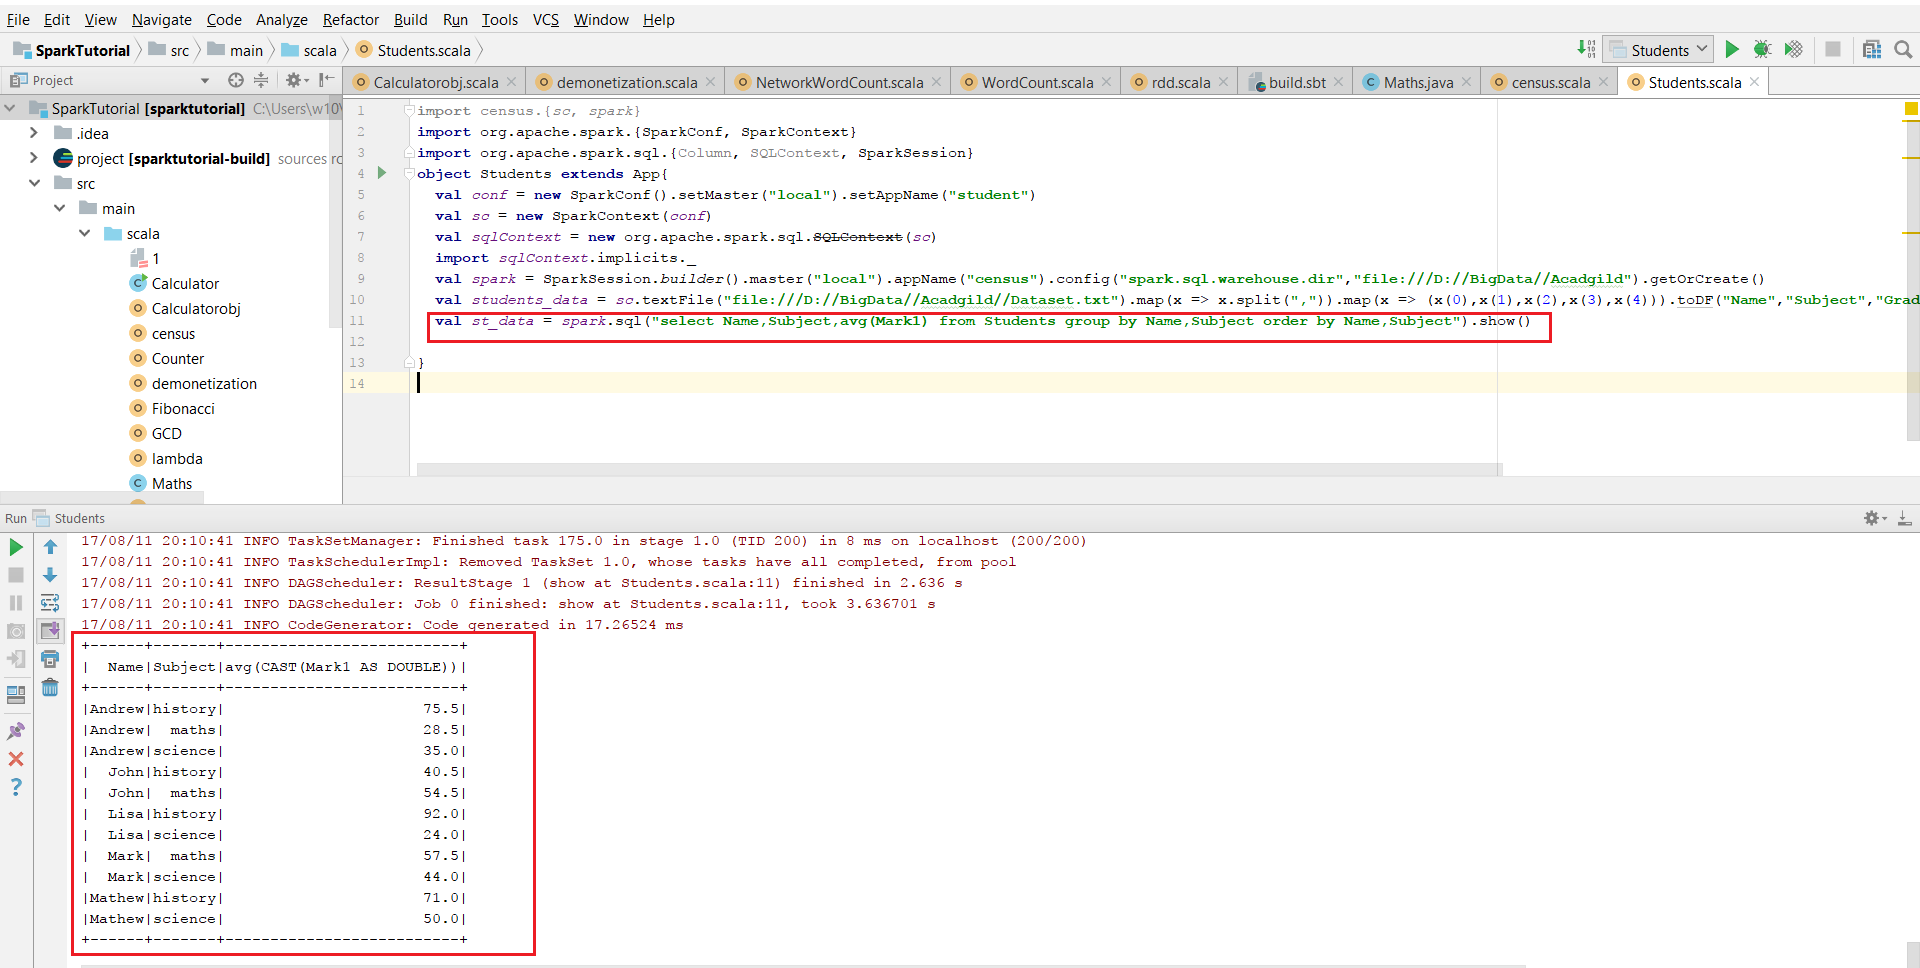 File Edit View Navigate Code Analyze Refactor Build Run Tools VCS Window Help
SparkTutorial src main scala Students.scala Students
Project Calculatorobj.scala demonetization.scala NetworkWordCount.scala WordCount.scala rdd.scala build.sbt Maths.java census.scala Students.scala
SparkTutorial [sparktutorial] C:\Users\w10\
.idea
project [sparktutorial-build] sources ro
src
main
scala
1
Calculator
Calculatorobj
census
Counter
demonetization
Fibonacci
GCD
lambda
Maths
1 import census.{sc, spark}
2 import org.apache.spark.{SparkConf, SparkContext}
3 import org.apache.spark.sql.{Column, SQLContext, SparkSession}
4 object Students extends App{
5 val conf = new SparkConf().setMaster("local").setAppName("student")
6 val sc = new SparkContext(conf)
7 val sqlContext = new org.apache.spark.sql.SQLContext(sc)
8 import sqlContext.implicits._
9 val spark = SparkSession.builder().master("local").appName("census").config("spark.sql.warehouse.dir","file:///D://BigData//Acadgild").getOrCreate()
10 val students_data = sc.textFile("file:///D://BigData//Acadgild//Dataset.txt").map(x => x.split(",")).map(x => (x(0),x(1),x(2),x(3),x(4))).toDF("Name","Subject","Grad
11 val st_data = spark.sql("select Name,Subject,avg(Mark1) from Students group by Name,Subject order by Name,Subject").show()
12
13 }
14
Run Students
17/08/11 20:10:41 INFO TaskSetManager: Finished task 175.0 in stage 1.0 (TID 200) in 8 ms on localhost (200/200)
17/08/11 20:10:41 INFO TaskSchedulerImpl: Removed TaskSet 1.0, whose tasks have all completed, from pool
17/08/11 20:10:41 INFO DAGScheduler: ResultStage 1 (show at Students.scala:11) finished in 2.636 s
17/08/11 20:10:41 INFO DAGScheduler: Job 0 finished: show at Students.scala:11, took 3.636701 s
17/08/11 20:10:41 INFO CodeGenerator: Code generated in 17.26524 ms
+------+-------+--------------------------+
|  Name|Subject|avg(CAST(Mark1 AS DOUBLE))|
+------+-------+--------------------------+
|Andrew|history|                      75.5|
|Andrew|  maths|                      28.5|
|Andrew|science|                      35.0|
|  John|history|                      40.5|
|  John|  maths|                      54.5|
|  Lisa|history|                      92.0|
|  Lisa|science|                      24.0|
|  Mark|  maths|                      57.5|
|  Mark|science|                      44.0|
|Mathew|history|                      71.0|
|Mathew|science|                      50.0|
+------+-------+--------------------------+